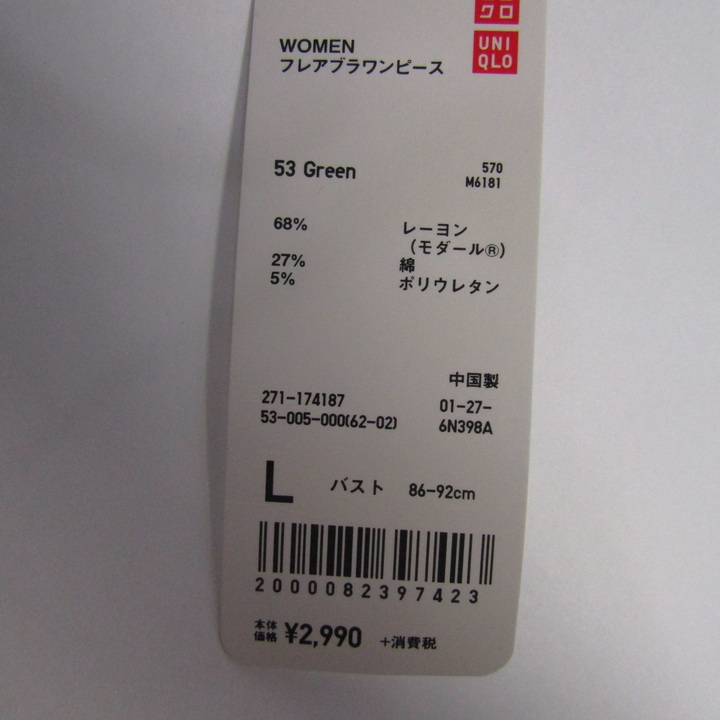 クロ
UNI
QLO
WOMEN
フレアブラワンピース
53 Green
570
M6181
68% レーヨン
(モダール®)
27% 綿
5% ポリウレタン
中国製
271-174187
53-005-000(62-02)
01-27-
6N398A
L バスト 86-92cm
2000082397423
本体
価格 ¥2,990 +消費税